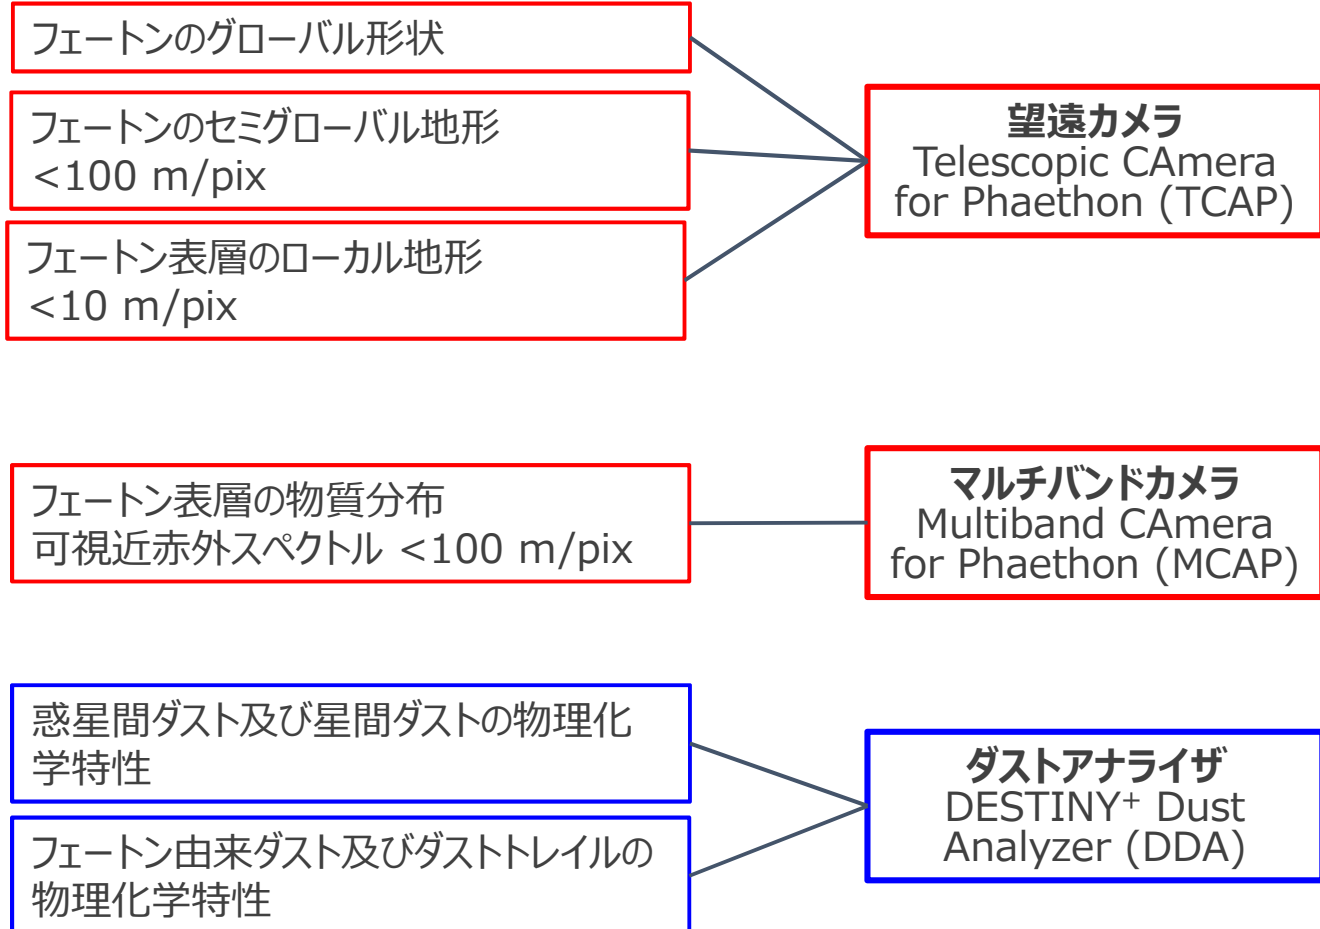 フェートンのグローバル形状
フェートンのセミグローバル地形
<100 m/pix
フェートン表層のローカル地形
<10 m/pix
望遠カメラ
Telescopic CAmera
for Phaethon (TCAP)
フェートン表層の物質分布
可視近赤外スペクトル <100 m/pix
マルチバンドカメラ
Multiband CAmera
for Phaethon (MCAP)
惑星間ダスト及び星間ダストの物理化
学特性
フェートン由来ダスト及びダストトレイルの
物理化学特性
ダストアナライザ
DESTINY⁺ Dust
Analyzer (DDA)